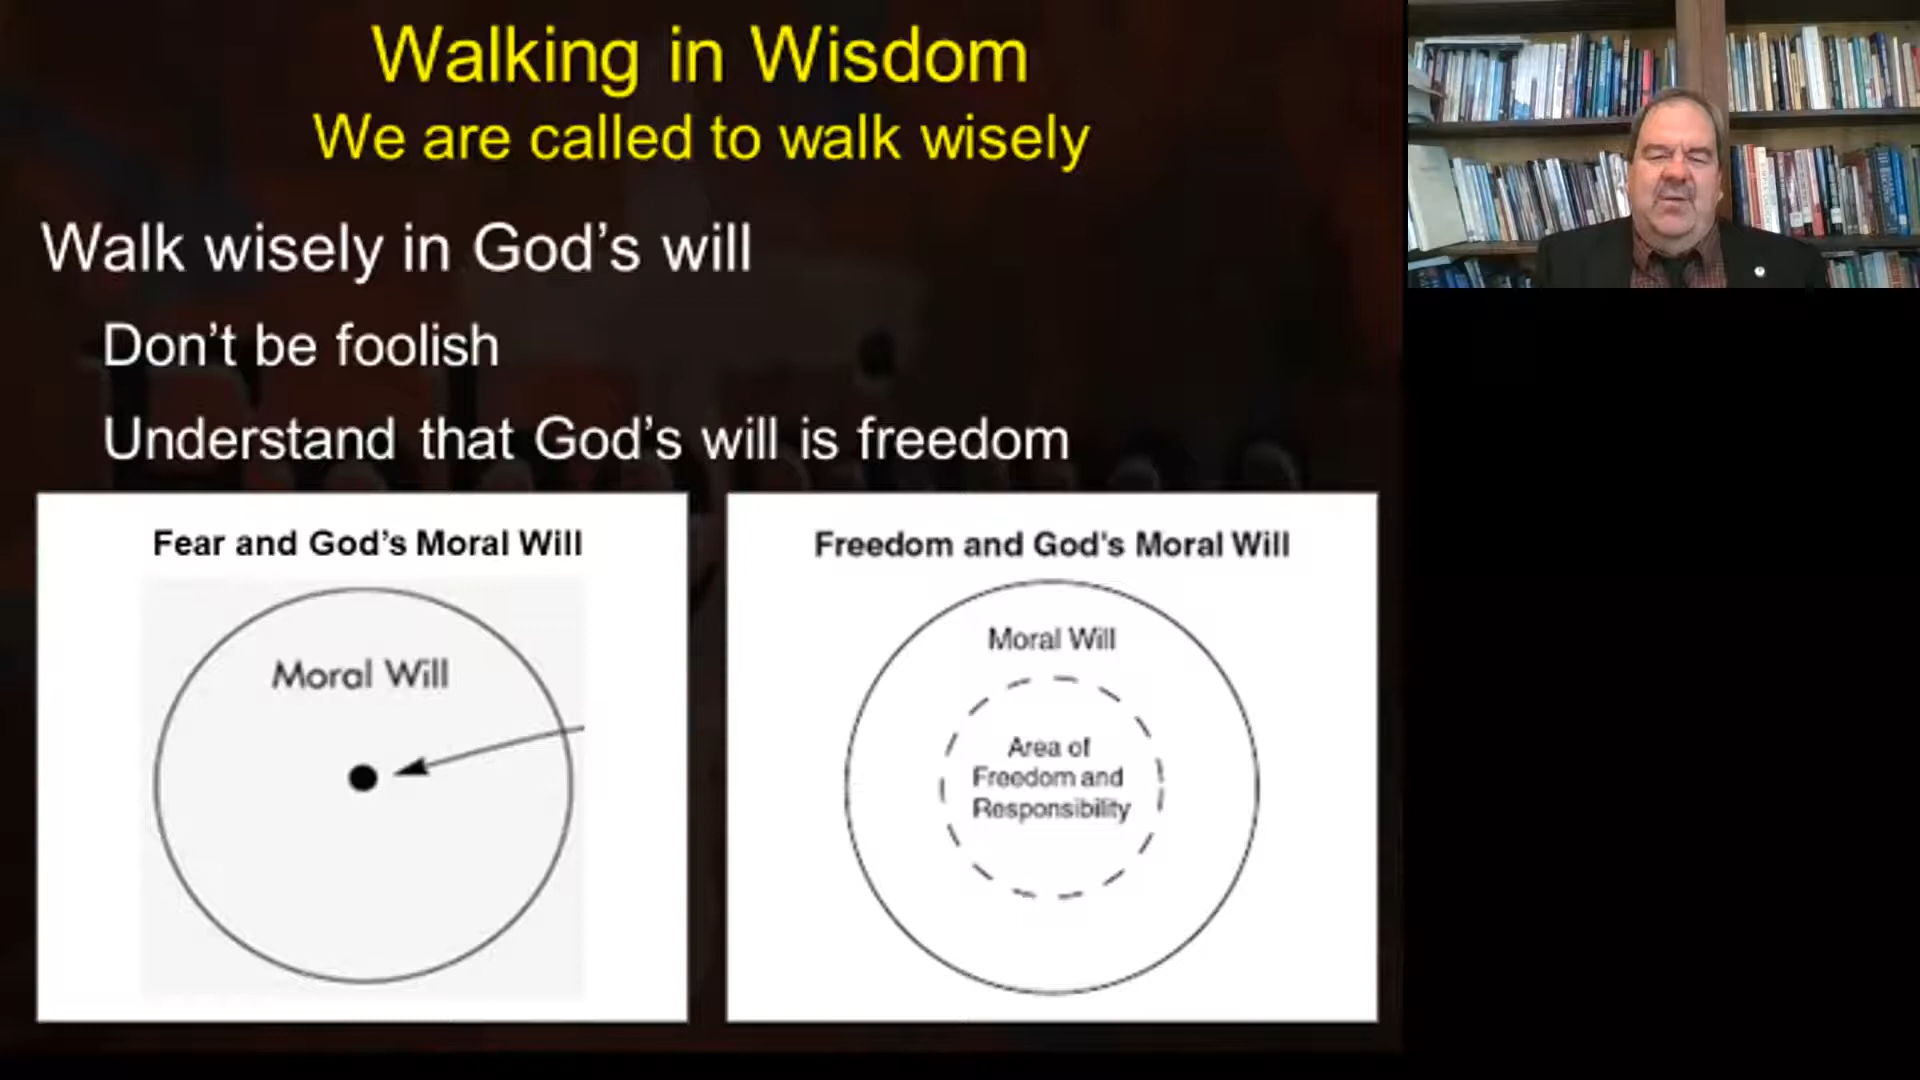 Walking in Wisdom
We are called to walk wisely
Walk wisely in God’s will
Don’t be foolish
Understand that God’s will is freedom
Fear and God’s Moral Will
Moral Will
Freedom and God's Moral Will
Moral Will
Area of
Freedom and
Responsibility